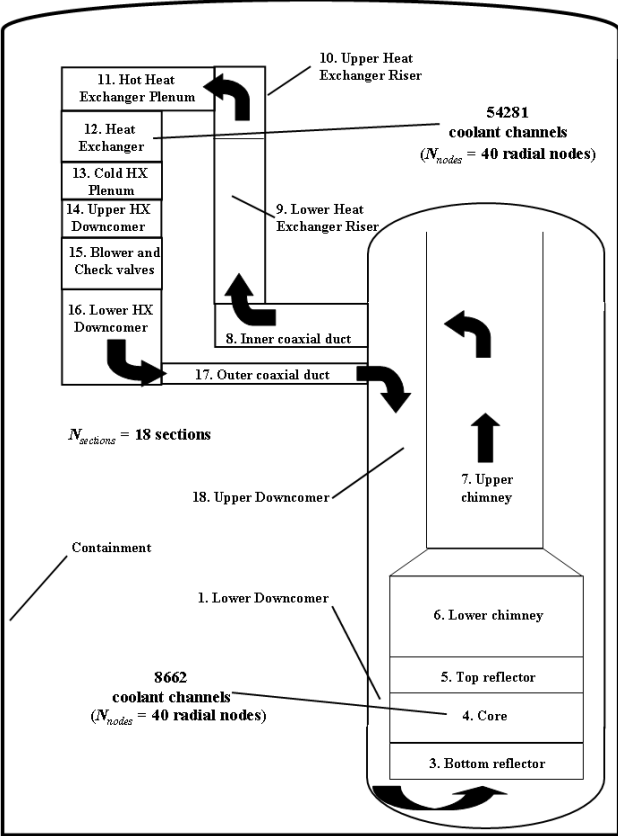 10. Upper Heat
Exchanger Riser
11. Hot Heat
Exchanger Plenum
54281
coolant channels
(Nnodes = 40 radial nodes)
12. Heat
Exchanger
13. Cold HX
Plenum
14. Upper HX
Downcomer
9. Lower Heat
Exchanger Riser
15. Blower and
Check valves
16. Lower HX
Downcomer
8. Inner coaxial duct
17. Outer coaxial duct
Nsections = 18 sections
7. Upper
chimney
18. Upper Downcomer
Containment
1. Lower Downcomer
6. Lower chimney
5. Top reflector
8662
coolant channels
(Nnodes = 40 radial nodes)
4. Core
3. Bottom reflector